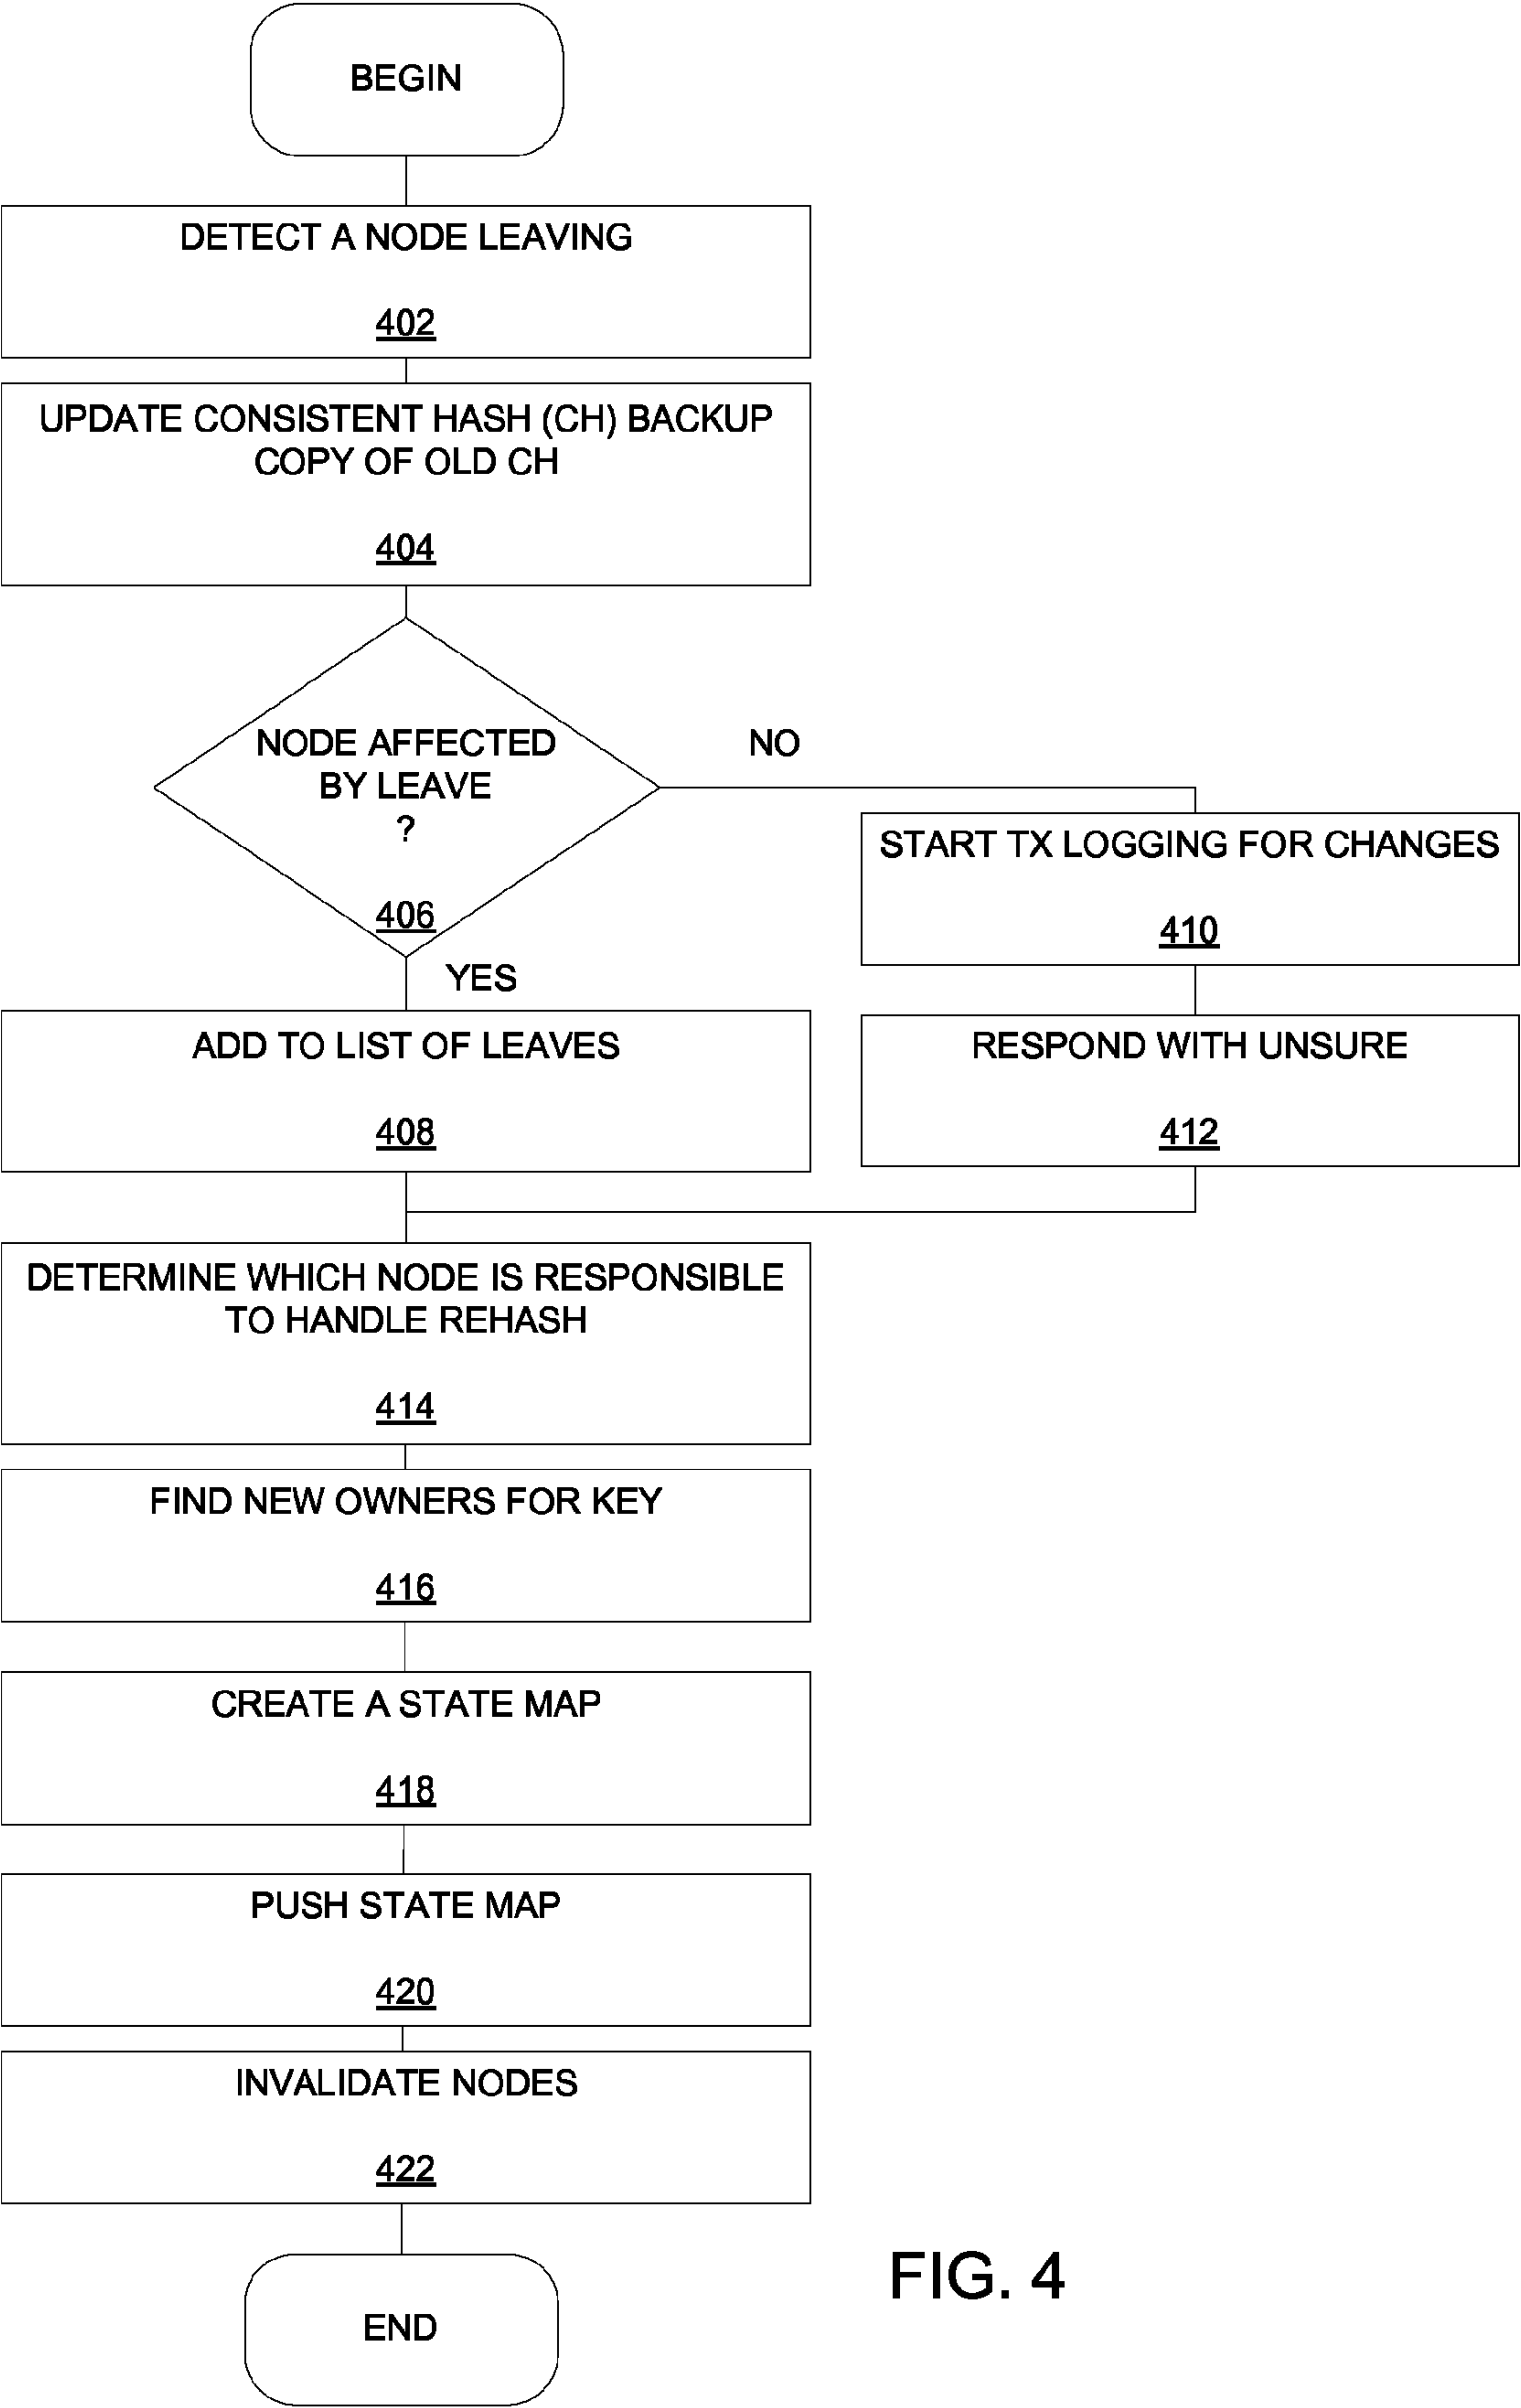 BEGIN
DETECT A NODE LEAVING
402
UPDATE CONSISTENT HASH (CH) BACKUP
COPY OF OLD CH
404
NODE AFFECTED
BY LEAVE
?
406
NO
YES
START TX LOGGING FOR CHANGES
410
ADD TO LIST OF LEAVES
408
RESPOND WITH UNSURE
412
DETERMINE WHICH NODE IS RESPONSIBLE
TO HANDLE REHASH
414
FIND NEW OWNERS FOR KEY
416
CREATE A STATE MAP
418
PUSH STATE MAP
420
INVALIDATE NODES
422
END
FIG. 4